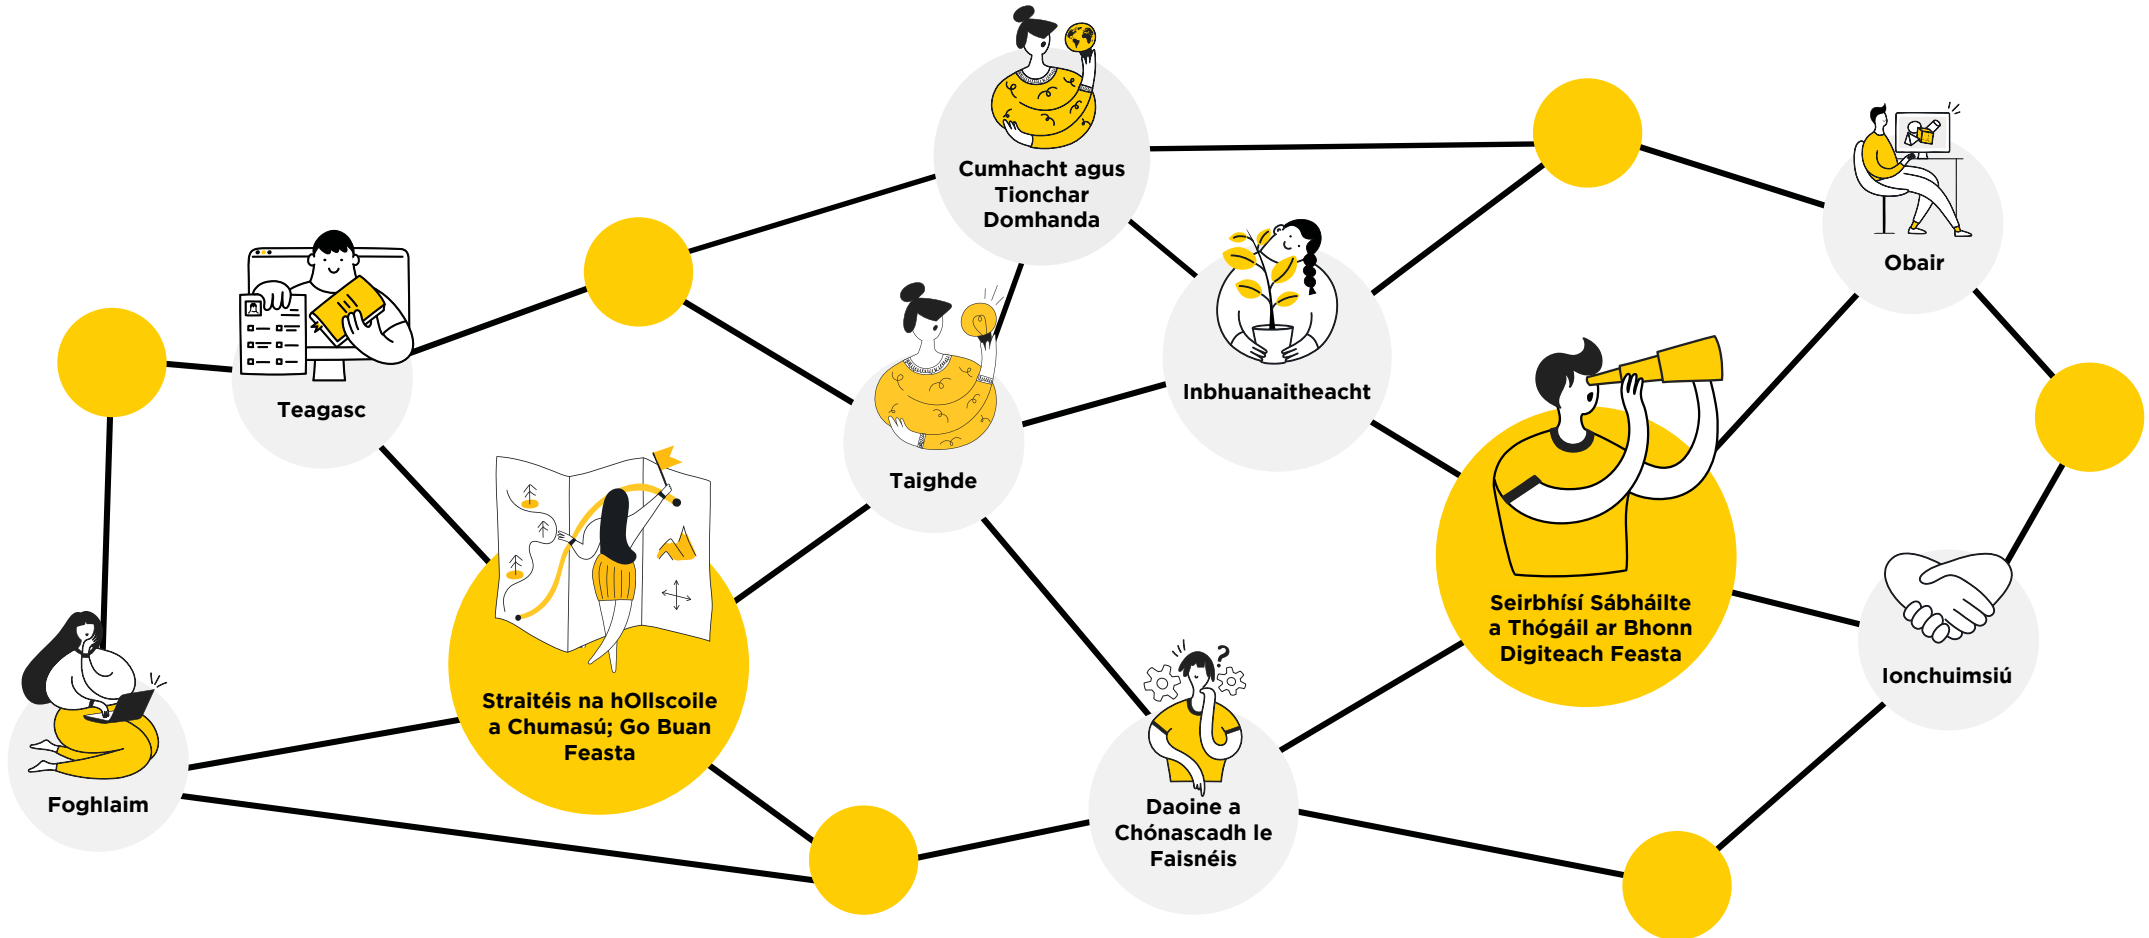 Cumhacht agus
Tionchar
Domhanda
Obair
Inbhuanaitheacht
Teagasc
Taighde
Seirbhísí Sábháilte
a Thógáil ar Bhonn
Digiteach Feasta
Ionchuimsiú
Straitéis na hOllscoile
a Chumasú; Go Buan
Feasta
?
Foghlaim
Daoine a
Chónascadh le
Faisnéis